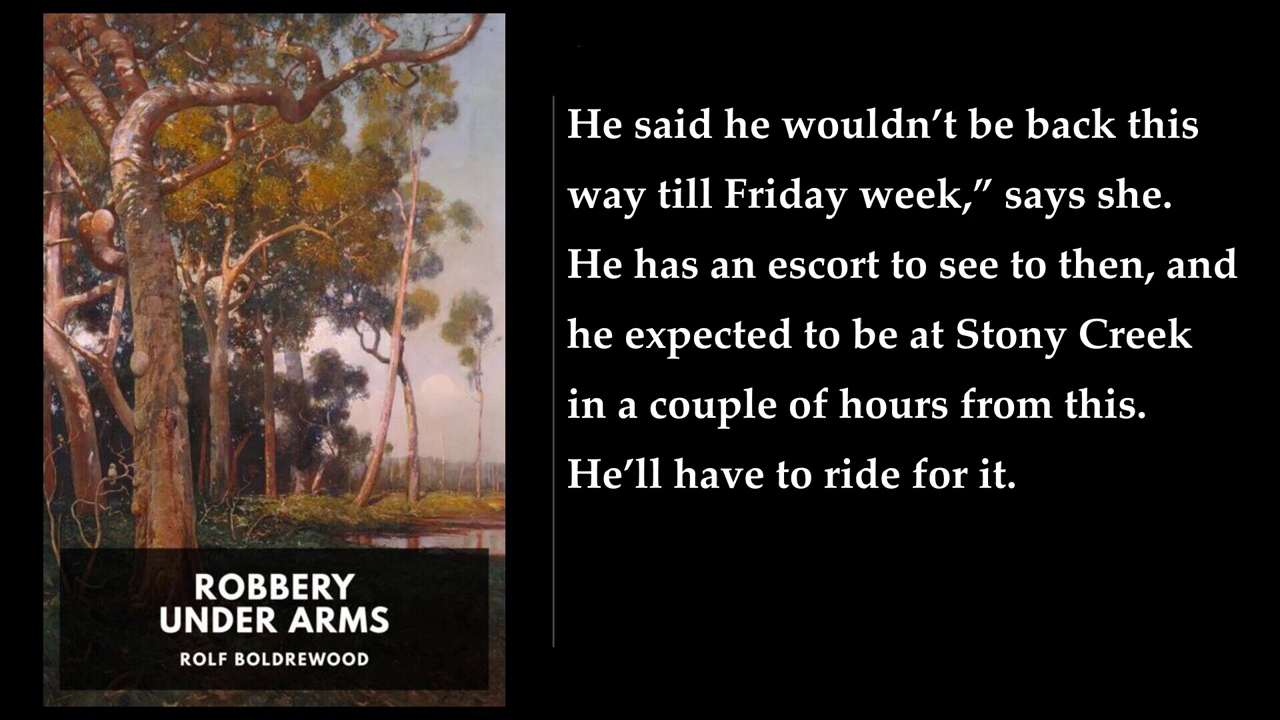 He said he wouldn’t be back this
way till Friday week,” says she.
He has an escort to see to then, and
he expected to be at Stony Creek
in a couple of hours from this.
He’ll have to ride for it.
ROBBERY
UNDER ARMS
ROLF BOLDREWOOD